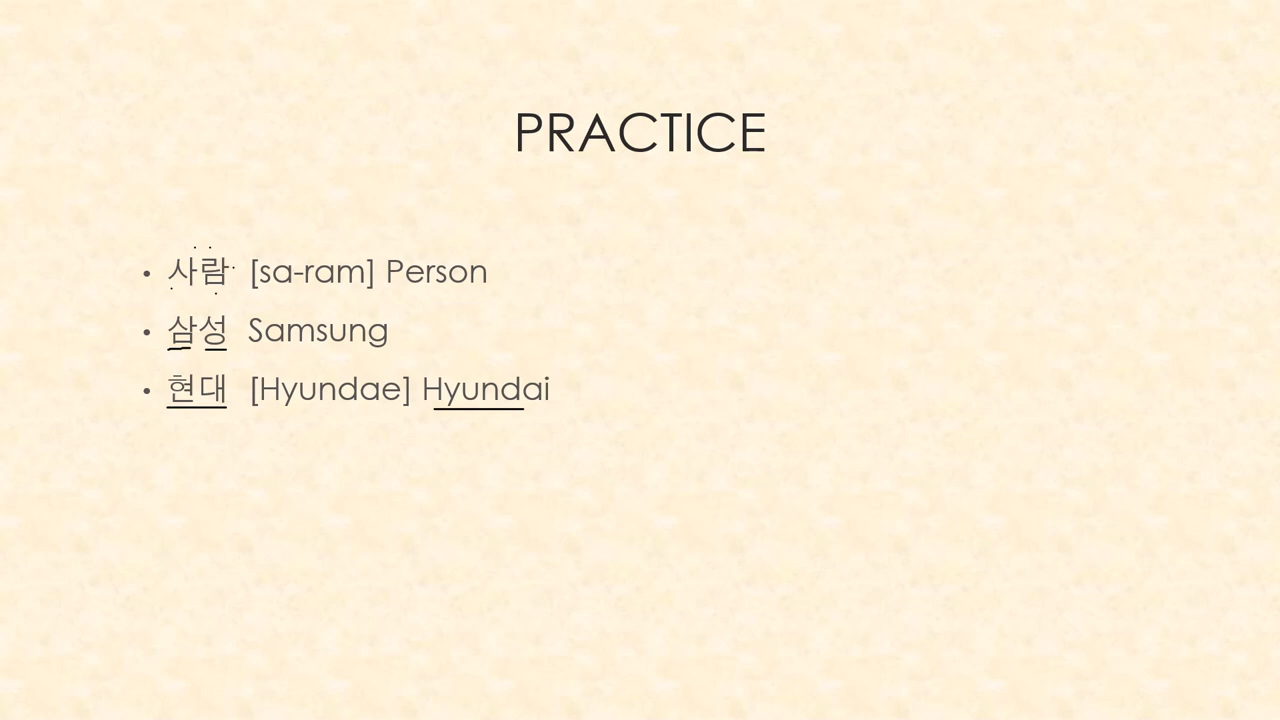 PRACTICE
• 사람 [sa-ram] Person
• 삼성 Samsung
• 현대 [Hyundae] Hyundai